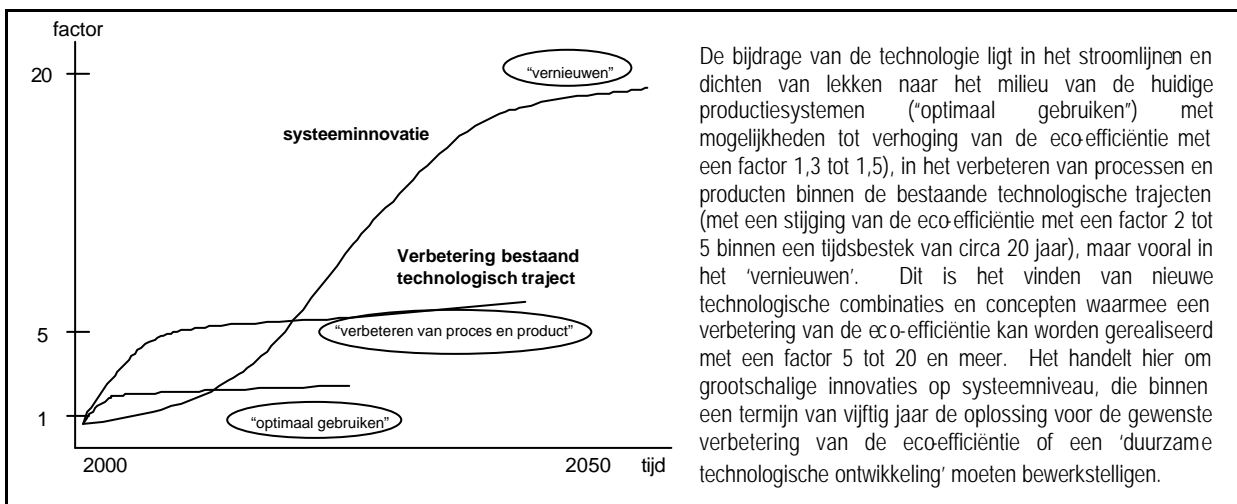 factor
20
“vernieuwen”
systeeminnovatie
Verbetering bestaand
technologisch traject
5
“verbeteren van proces en product”
1
“optimaal gebruiken”
2000
2050
tijd
De bijdrage van de technologie ligt in het stroomlijnen en
dichten van lekken naar het milieu van de huidige
productiesystemen (“optimaal gebruiken”) met
mogelijkheden tot verhoging van de eco-efficiëntie met
een factor 1,3 tot 1,5), in het verbeteren van processen en
producten binnen de bestaande technologische trajecten
(met een stijging van de eco-efficiëntie met een factor 2 tot
5 binnen een tijdsbestek van circa 20 jaar), maar vooral in
het ‘vernieuwen’. Dit is het vinden van nieuwe
technologische combinaties en concepten waarmee een
verbetering van de eco-efficiëntie kan worden gerealiseerd
met een factor 5 tot 20 en meer. Het handelt hier om
grootschalige innovaties op systeemniveau, die binnen
een termijn van vijftig jaar de oplossing voor de gewenste
verbetering van de eco-efficiëntie of een ‘duurzame
technologische ontwikkeling’ moeten bewerkstelligen.